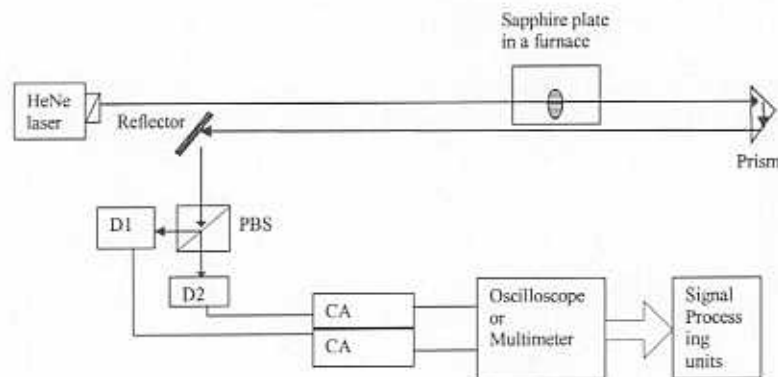 Sapphire plate
in a furnace
HeNe
laser
Reflector
Prism
D1
PBS
D2
CA
CA
Oscilloscope
or
Multimeter
Signal
Process
ing
units